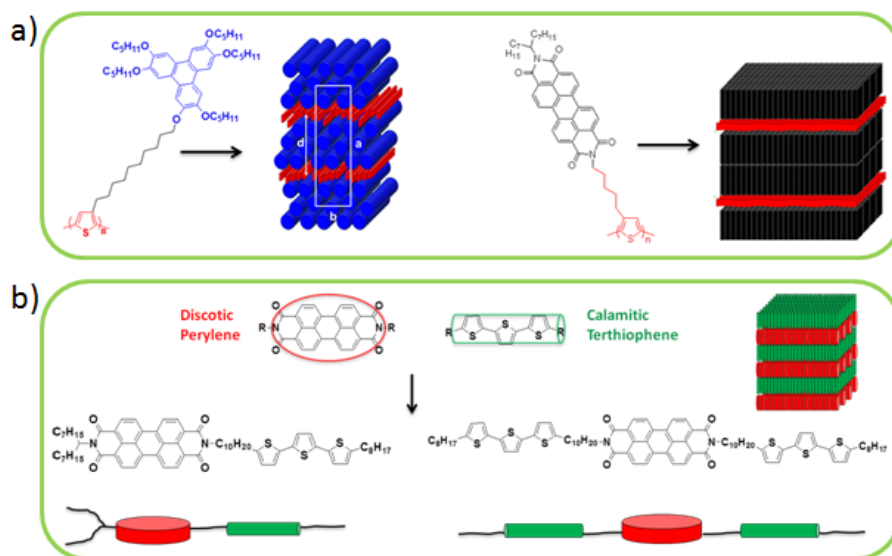 a)
OC₅H₁₁
C₅H₁₁O
OC₅H₁₁
C₅H₁₁O
OC₅H₁₁
O
S
n
d
a
b
C₇H₁₅
C₇
H₁₅
O N O
O N O
S
n
b)
Discotic
Perylene
O O
R-N N-R
O O
Calamitic
Terthiophene
R S S S R
C₇H₁₅
C₇H₁₅
O O
N N-C₁₀H₂₀ S S S C₈H₁₇
O O
C₈H₁₇ S S S C₁₀H₂₀-N
O O
N-C₁₀H₂₀ S S S C₈H₁₇
O O